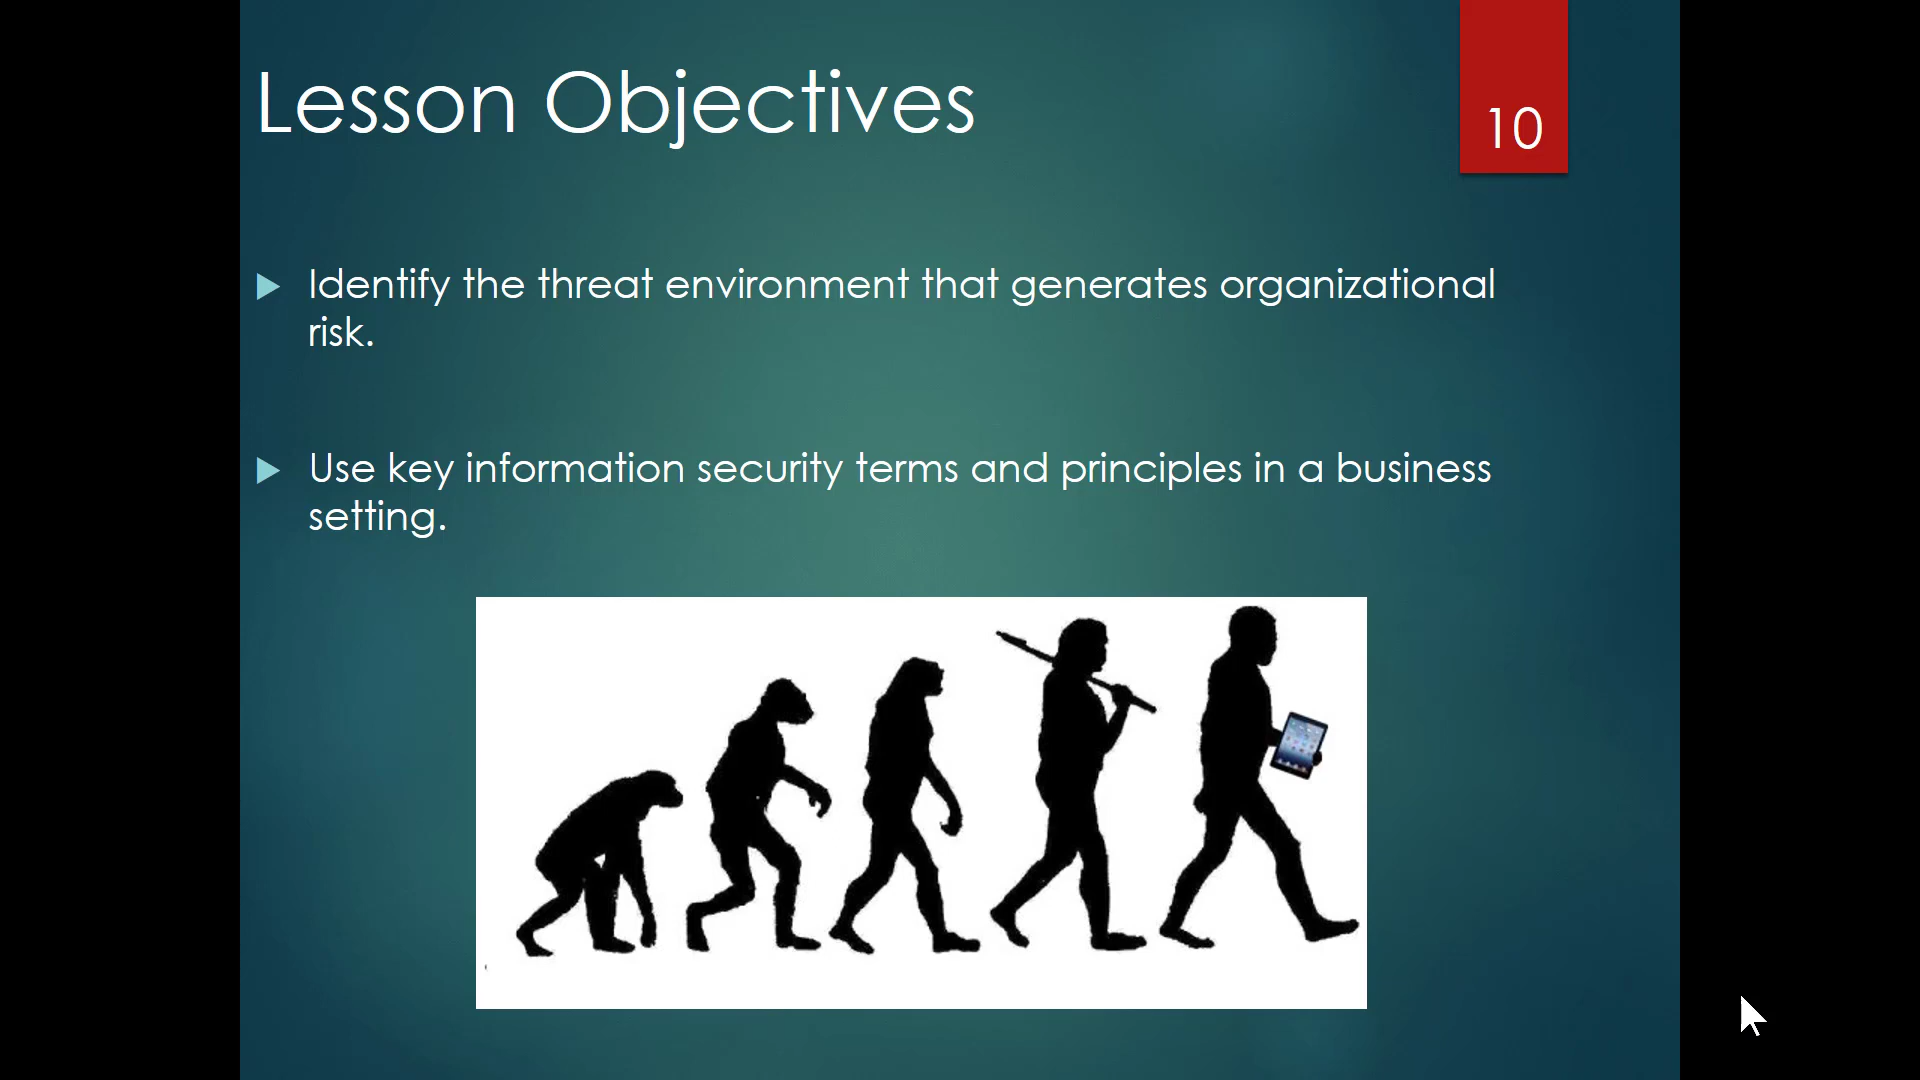 Lesson Objectives
10
Identify the threat environment that generates organizational
risk.
Use key information security terms and principles in a business
setting.